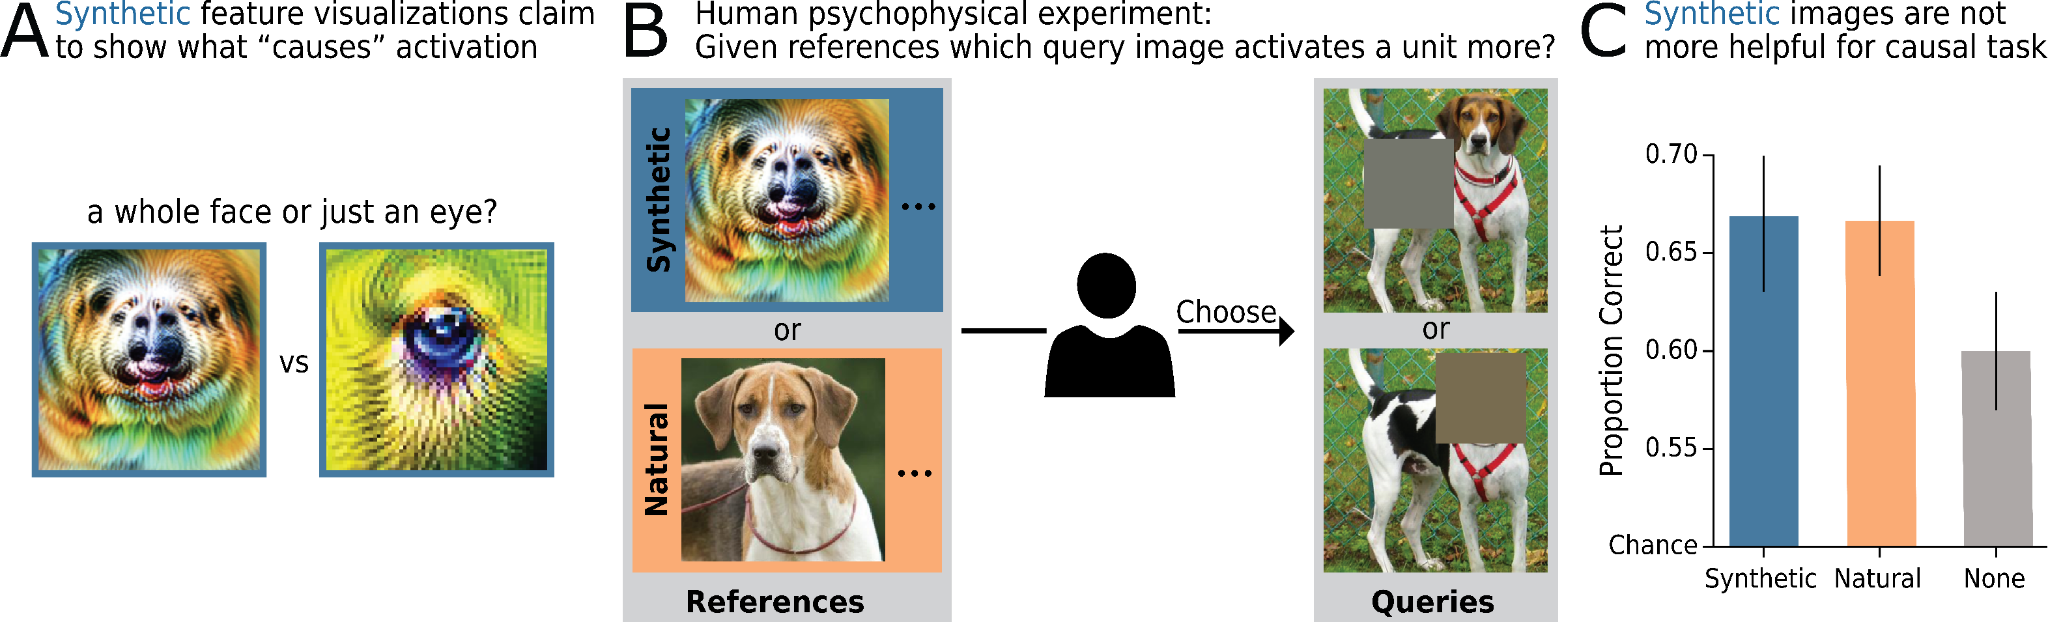 A Synthetic feature visualizations claim
to show what “causes” activation
a whole face or just an eye?
vs
B Human psychophysical experiment:
Given references which query image activates a unit more?
Synthetic
...
or
Natural
...
References
Choose
or
Queries
C Synthetic images are not
more helpful for causal task
Proportion Correct
0.70
0.65
0.60
0.55
Chance
Synthetic Natural None